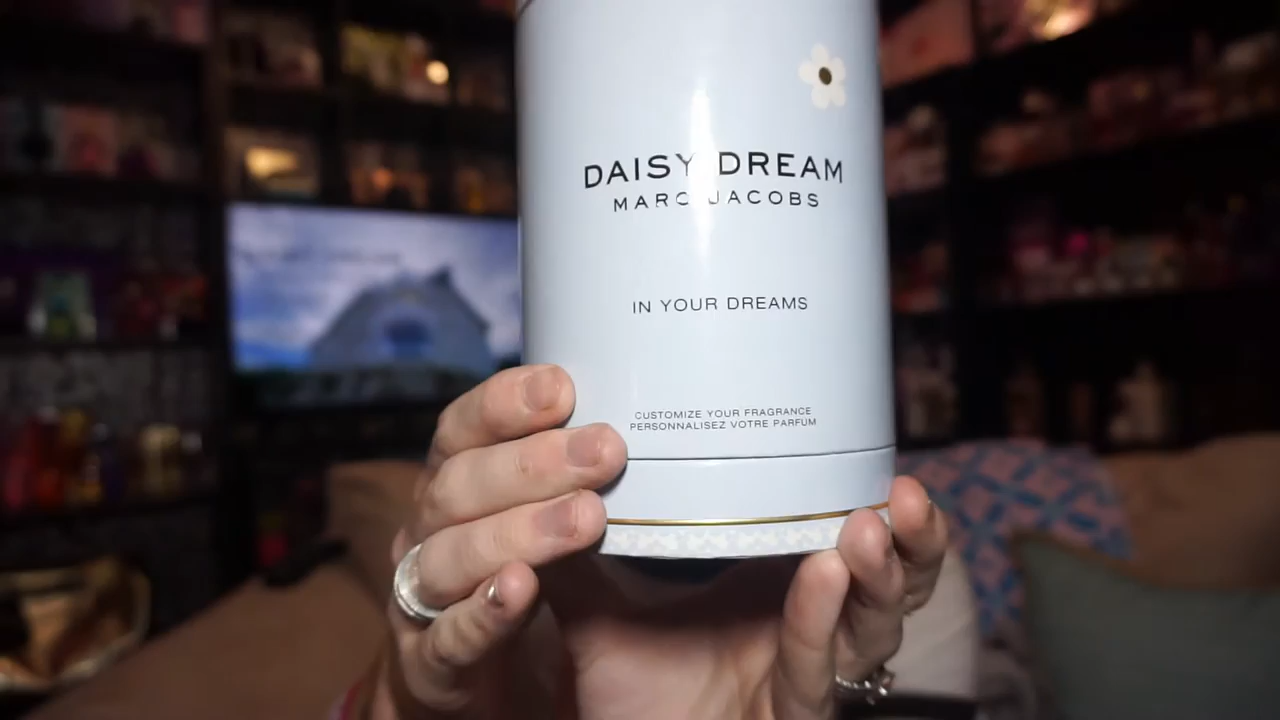 DAISY DREAM
MARC JACOBS
IN YOUR DREAMS
CUSTOMIZE YOUR FRAGRANCE
PERSONNALISEZ VOTRE PARFUM